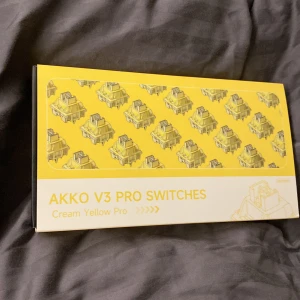 AKKO V3 PRO SWITCHES
Cream Yellow Pro >>>>>